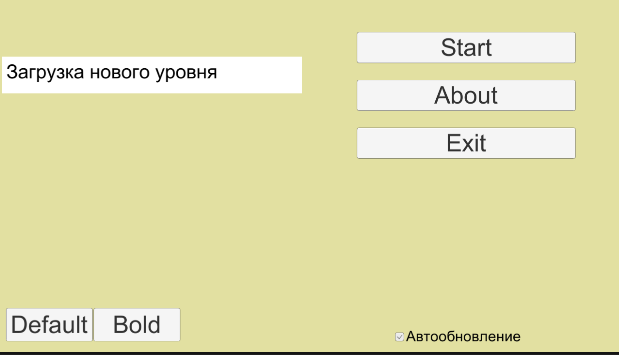 Start
Загрузка нового уровня
About
Exit
Default Bold
Автообновление